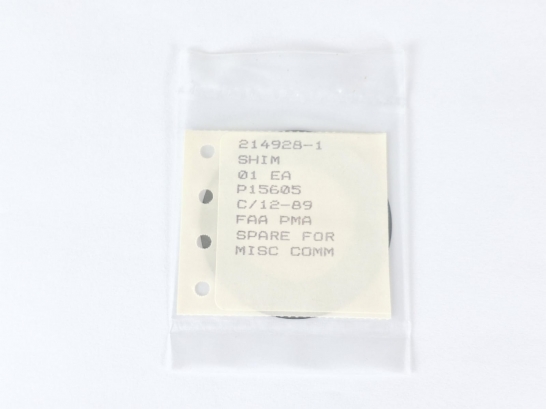 214928-1
SHIM
01 EA
P15605
C/12-89
FAA PMA
SPARE FOR
MISC COMM